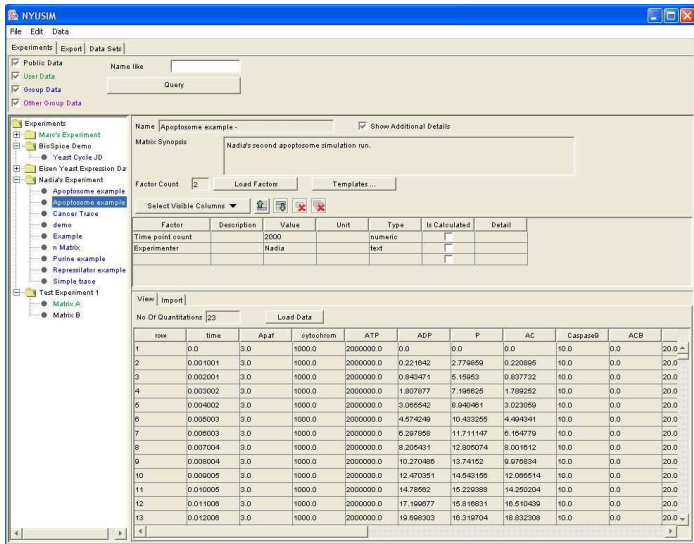 NYUSIM
File Edit Data
Experiments Export Data Sets
Public Data Name like
User Data
Query
Group Data
Other Group Data
Experiments
Marc's Experiment
BioSpice Demo
Yeast Cycle JD
Eisen Yeast Expression Da
Nadia's Experiment
Apoptosome example
Apoptosome example
Cancer Trace
demo
Example
n Matrix
Purine example
Repressilator example
Simple trace
Test Experiment 1
Matrix A
Matrix B
Name Apoptosome example - Show Additional Details
Matrix Synopsis Nadia's second apoptosome simulation run.
Factor Count 2 Load Factors Templates...
Select Visible Columns
Factor Description Value Unit Type Is Calculated Detail
Time point count 2000 numeric
Experimenter Nadia text
View Import
No Of Quantitations 23 Load Data
row time Apaf cytochrom ATP ADP P AC Caspase9 ACB
1 0.0 3.0 1000.0 2000000.0 0.0 0.0 0.0 10.0 0.0 20.0
2 0.001001 3.0 1000.0 2000000.0 0.221642 2.779859 0.220895 10.0 0.0 20.0
3 0.002001 3.0 1000.0 2000000.0 0.843471 5.15953 0.837732 10.0 0.0 20.0
4 0.003002 3.0 1000.0 2000000.0 1.807877 7.196625 1.789252 10.0 0.0 20.0
5 0.004002 3.0 1000.0 2000000.0 3.065542 8.940461 3.023059 10.0 0.0 20.0
6 0.005003 3.0 1000.0 2000000.0 4.574249 10.433255 4.494341 10.0 0.0 20.0
7 0.006003 3.0 1000.0 2000000.0 6.297858 11.711147 6.164779 10.0 0.0 20.0
8 0.007004 3.0 1000.0 2000000.0 8.205431 12.805074 8.001612 10.0 0.0 20.0
9 0.008004 3.0 1000.0 2000000.0 10.270486 13.74152 9.976834 10.0 0.0 20.0
10 0.009005 3.0 1000.0 2000000.0 12.470351 14.543156 12.066514 10.0 0.0 20.0
11 0.010005 3.0 1000.0 2000000.0 14.78562 15.229388 14.250204 10.0 0.0 20.0
12 0.011006 3.0 1000.0 2000000.0 17.199677 15.816831 16.510439 10.0 0.0 20.0
13 0.012006 3.0 1000.0 2000000.0 19.698303 16.319704 18.832308 10.0 0.0 20.0